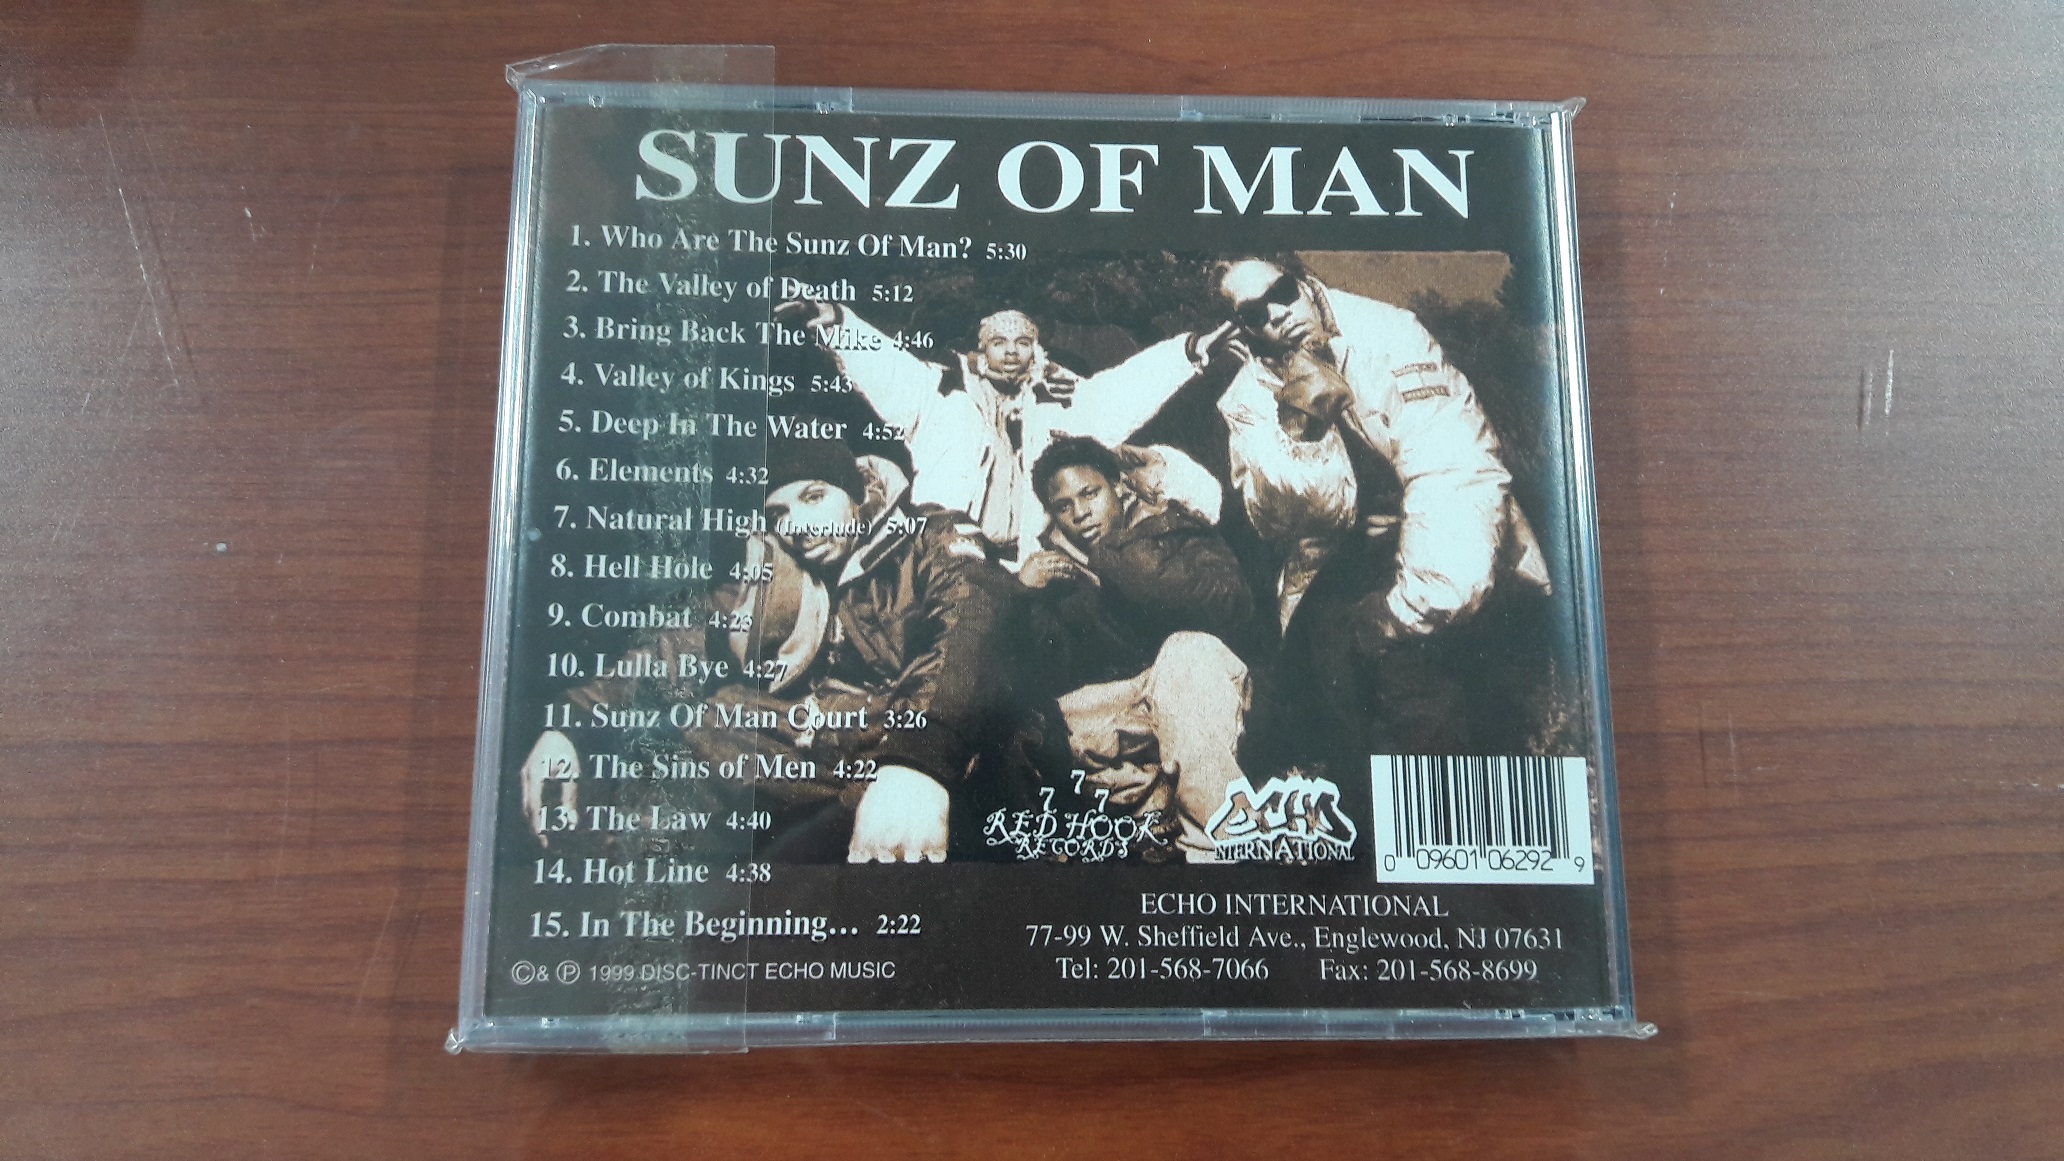 SUNZ OF MAN
1. Who Are The Sunz Of Man? 5:30
2. The Valley of Death 5:12
3. Bring Back The Mike 4:46
4. Valley of Kings 5:43
5. Deep In The Water 4:52
6. Elements 4:32
7. Natural High (Interlude) 5:07
8. Hell Hole 4:05
9. Combat 4:23
10. Lulla Bye 4:27
11. Sunz Of Man Court 3:26
12. The Sins of Men 4:22
13. The Law 4:40
14. Hot Line 4:38
15. In The Beginning... 2:22
©& ℗ 1999 DISC-TINCT ECHO MUSIC
7 7 7
RED HOOK
RECORDS
ECHO
INTERNATIONAL
0 09601 06292 9
ECHO INTERNATIONAL
77-99 W. Sheffield Ave., Englewood, NJ 07631
Tel: 201-568-7066 Fax: 201-568-8699